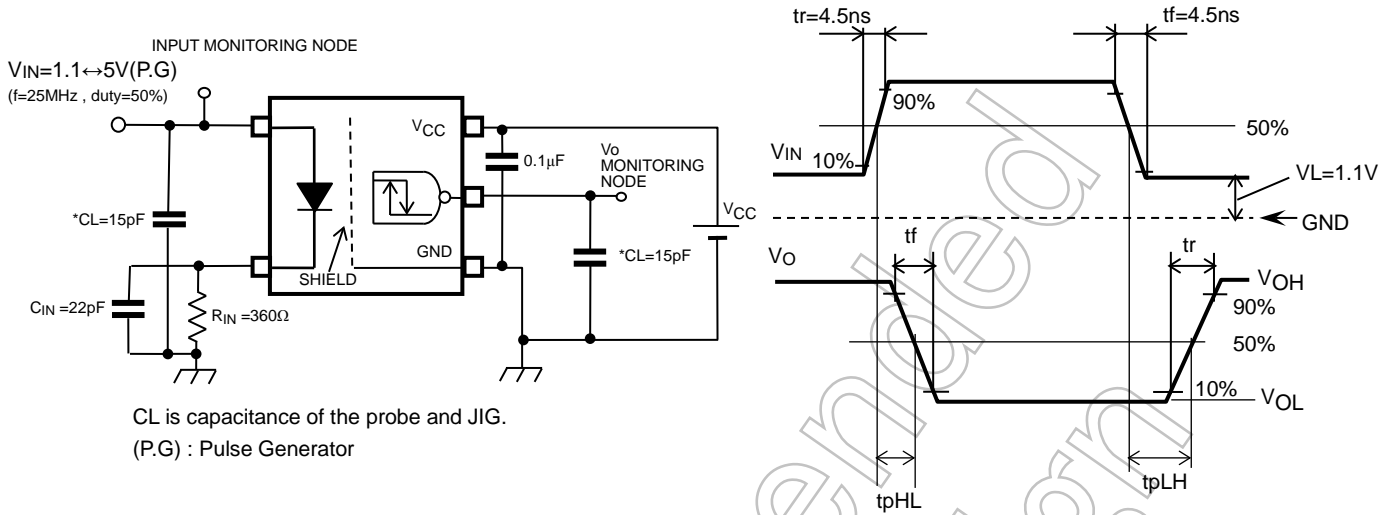 INPUT MONITORING NODE
VIN=1.1↔5V(P.G)
(f=25MHz , duty=50%)
VCC
0.1μF
Vo
MONITORING
NODE
VCC
*CL=15pF
GND
*CL=15pF
SHIELD
CIN =22pF
RIN =360Ω
CL is capacitance of the probe and JIG.
(P.G) : Pulse Generator
tr=4.5ns
tf=4.5ns
90%
50%
VIN
10%
VL=1.1V
GND
tf
tr
VO
VOH
90%
50%
10%
VOL
tpHL
tpLH